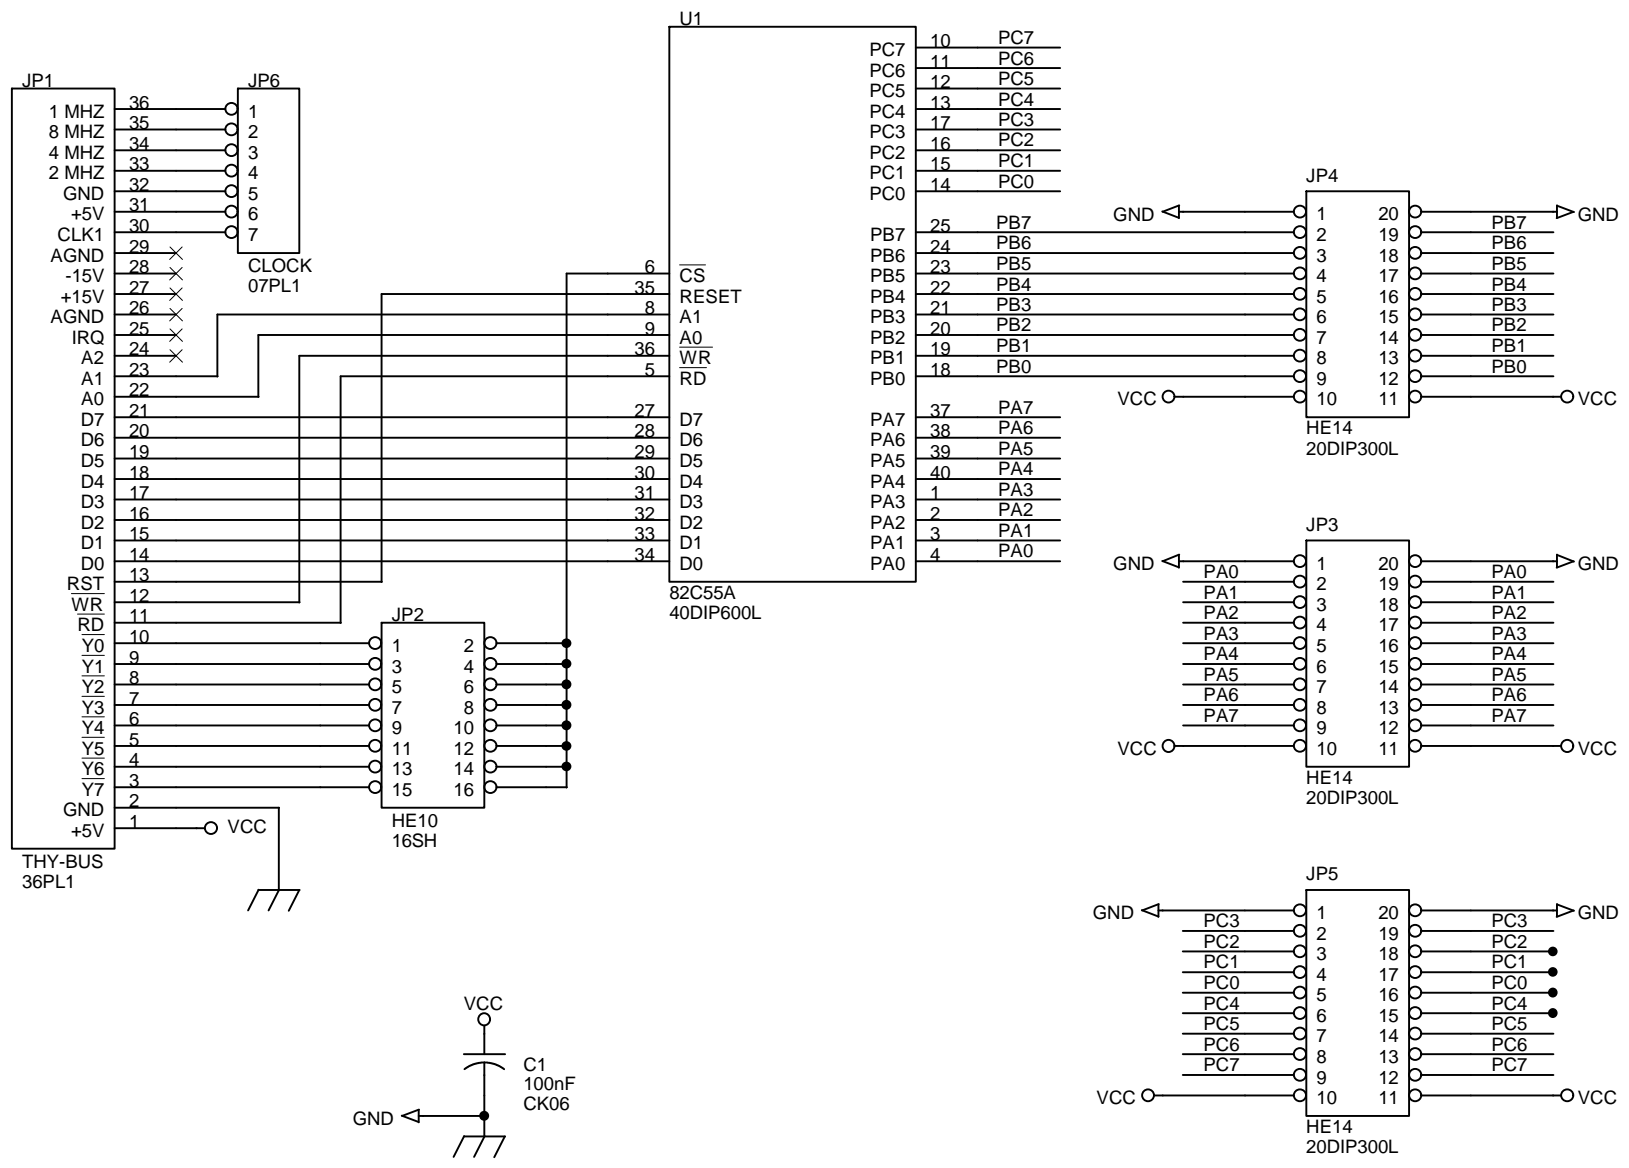 JP1
1 MHZ 36
8 MHZ 35
4 MHZ 34
2 MHZ 33
GND 32
+5V 31
CLK1 30
AGND 29
-15V 28
+15V 27
AGND 26
IRQ 25
A2 24
A1 23
A0 22
D7 21
D6 20
D5 19
D4 18
D3 17
D2 16
D1 15
D0 14
RST 13
WR 12
RD 11
Y0 10
Y1 9
Y2 8
Y3 7
Y4 6
Y5 5
Y6 4
Y7 3
GND 2
+5V 1
VCC
THY-BUS
36PL1
JP6
1
2
3
4
5
6
7
CLOCK
07PL1
JP2
1 2
3 4
5 6
7 8
9 10
11 12
13 14
15 16
HE10
16SH
U1
6 CS
35 RESET
8 A1
9 A0
36 WR
5 RD
27 D7
28 D6
29 D5
30 D4
31 D3
32 D2
33 D1
34 D0
PC7 10 PC7
PC6 11 PC6
PC5 12 PC5
PC4 13 PC4
PC3 17 PC3
PC2 16 PC2
PC1 15 PC1
PC0 14 PC0
PB7 25 PB7
PB6 24 PB6
PB5 23 PB5
PB4 22 PB4
PB3 21 PB3
PB2 20 PB2
PB1 19 PB1
PB0 18 PB0
PA7 37 PA7
PA6 38 PA6
PA5 39 PA5
PA4 40 PA4
PA3 1 PA3
PA2 2 PA2
PA1 3 PA1
PA0 4 PA0
82C55A
40DIP600L
JP4
GND 1 20 GND
2 19 PB7
3 18 PB6
4 17 PB5
5 16 PB4
6 15 PB3
7 14 PB2
8 13 PB1
9 12 PB0
VCC 10 11 VCC
HE14
20DIP300L
JP3
GND 1 20 GND
PA0 2 19 PA0
PA1 3 18 PA1
PA2 4 17 PA2
PA3 5 16 PA3
PA4 6 15 PA4
PA5 7 14 PA5
PA6 8 13 PA6
PA7 9 12 PA7
VCC 10 11 VCC
HE14
20DIP300L
JP5
GND 1 20 GND
PC3 2 19 PC3
PC2 3 18 PC2
PC1 4 17 PC1
PC0 5 16 PC0
PC4 6 15 PC4
PC5 7 14 PC5
PC6 8 13 PC6
PC7 9 12 PC7
VCC 10 11 VCC
HE14
20DIP300L
VCC
C1
100nF
CK06
GND